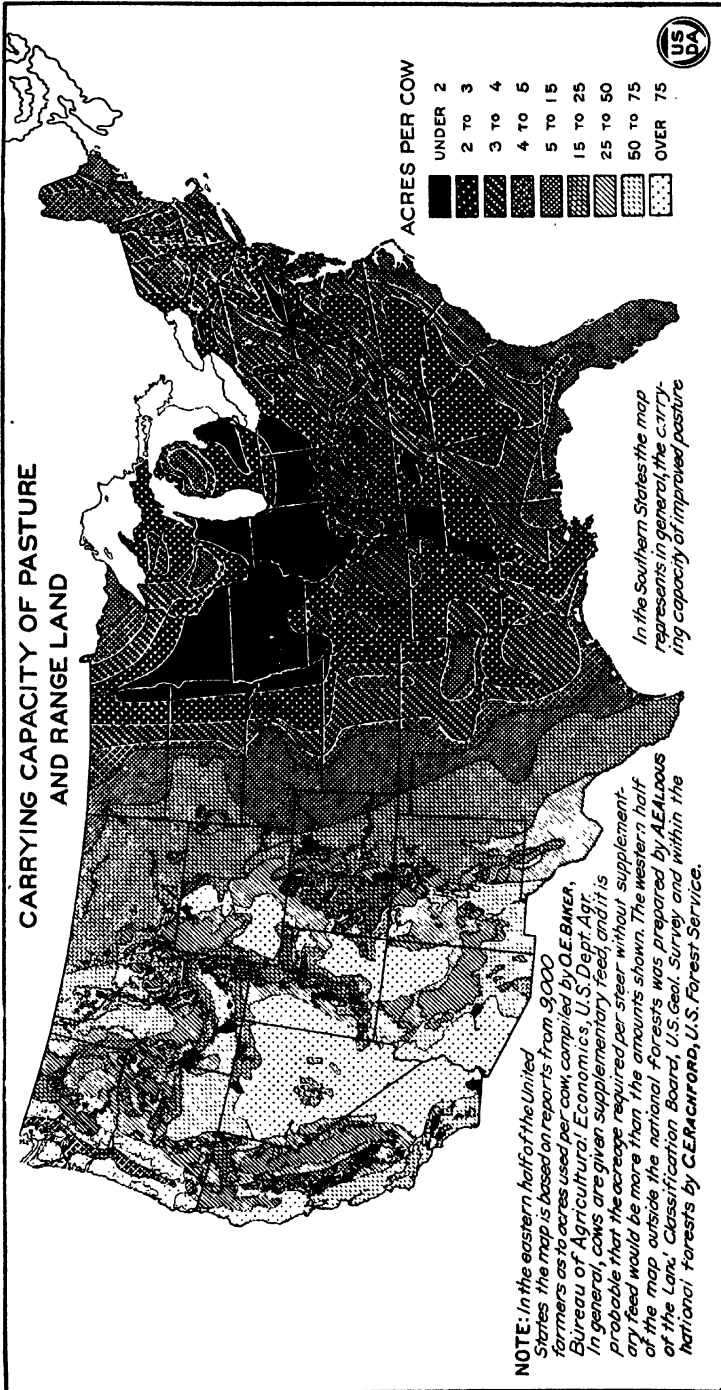 CARRYING CAPACITY OF PASTURE
AND RANGE LAND
ACRES PER COW
UNDER 2
2 TO 3
3 TO 4
4 TO 5
5 TO 15
15 TO 25
25 TO 50
50 TO 75
OVER 75
US
DA
NOTE: In the eastern half of the United
States the map is based on reports from 9,000
farmers as to acres used per cow, compiled by O.E. BAKER,
Bureau of Agricultural Economics, U.S. Dept Agr.
In general, cows are given supplementary feed, and it is
probable that the acreage required per steer without supplement-
ary feed would be more than the amounts shown. The western half
of the map outside the national forests was prepared by A.E. ALDOUS
of the Land Classification Board, U.S. Geol. Survey and within the
national forests by C.E. RACHFORD, U.S. Forest Service.
In the Southern States the map
represents in general, the carry-
ing capacity of improved pasture